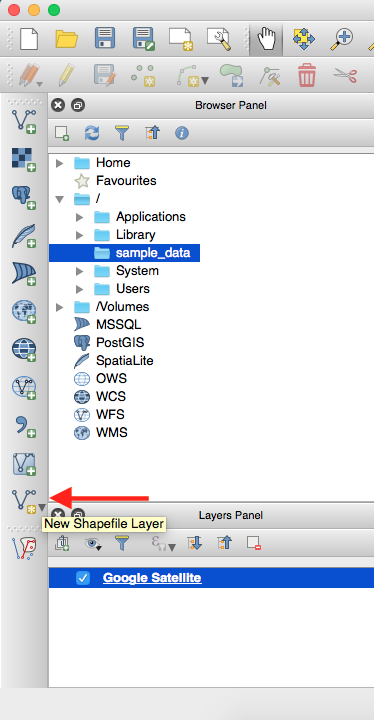 Browser Panel
Home
Favourites
/
Applications
Library
sample_data
System
Users
/Volumes
MSSQL
PostGIS
SpatiaLite
OWS
WCS
WFS
WMS
New Shapefile Layer
Layers Panel
Google Satellite